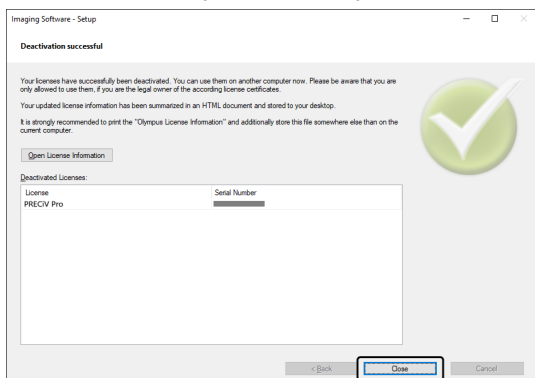 Imaging Software - Setup
Deactivation successful
Your licenses have successfully been deactivated. You can use them on another computer now. Please be aware that you are
only allowed to use them, if you are the legal owner of the according license certificates.
Your updated license information has been summarized in an HTML document and stored to your desktop.
It is strongly recommended to print the "Olympus License Information" and additionally store this file somewhere else than on the
current computer.
Open License Information
Deactivated Licenses:
License Serial Number
PRECiV Pro
< Back Close Cancel